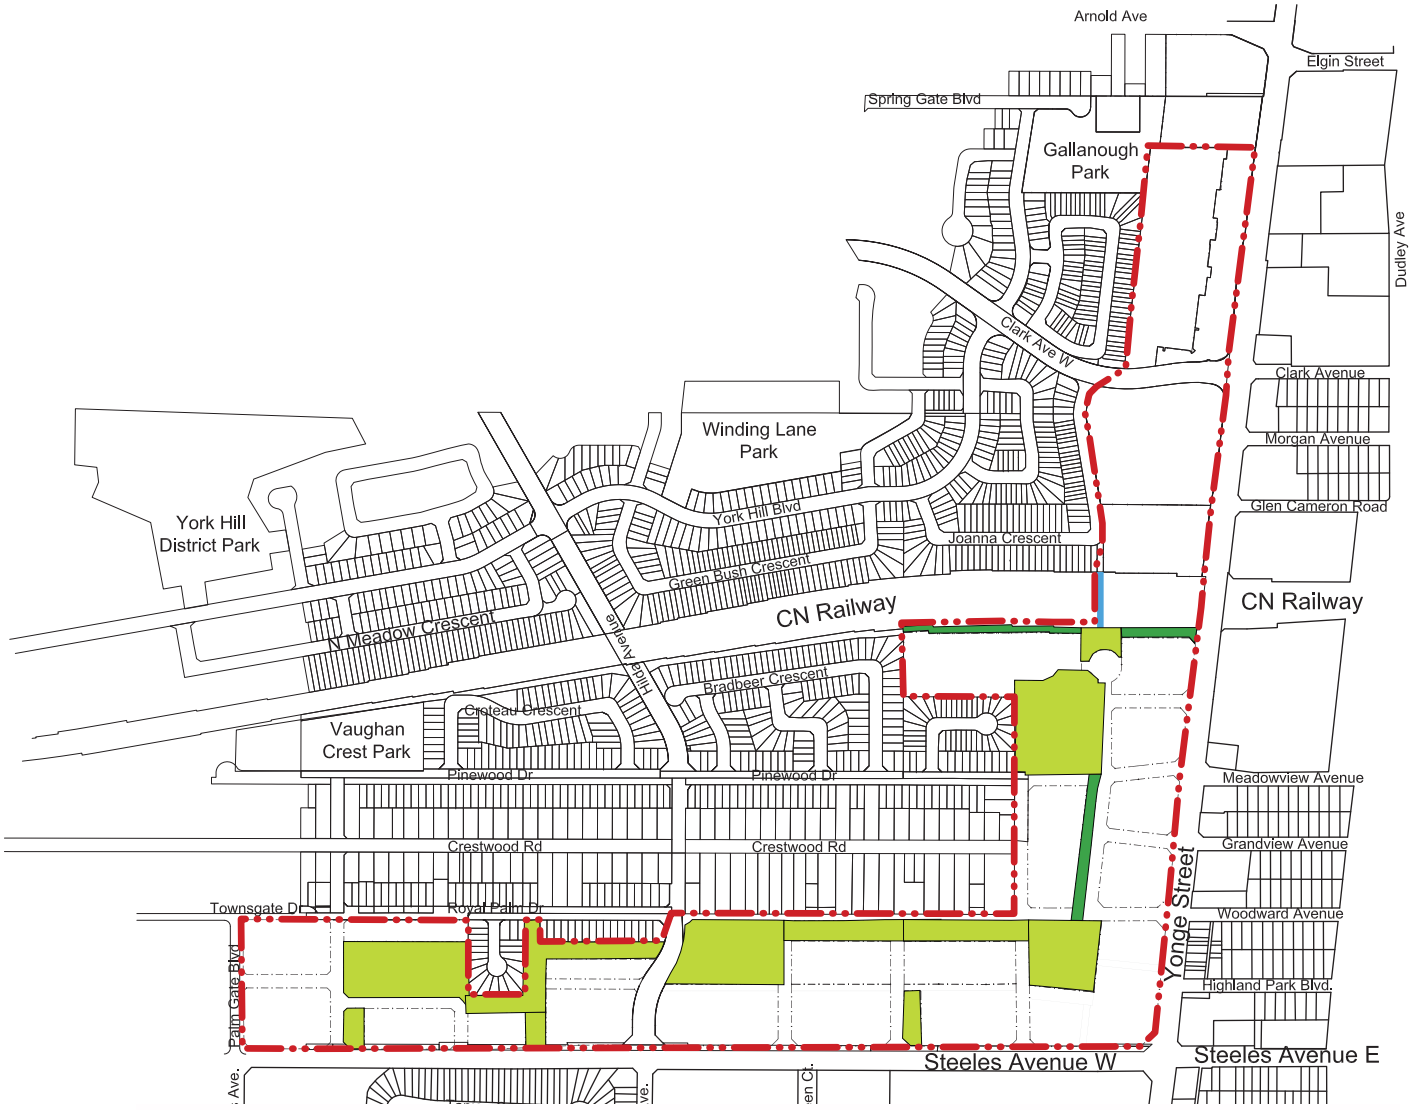 Arnold Ave
Elgin Street
Spring Gate Blvd
Gallanough
Park
Dudley Ave
Clark Ave W
Clark Avenue
Winding Lane
Park
Morgan Avenue
York Hill
District Park
York Hill Blvd
Glen Cameron Road
Joanna Crescent
Green Bush Crescent
CN Railway
CN Railway
N Meadow Crescent
Hilda Avenue
Bradbeer Crescent
Croteau Crescent
Vaughan
Crest Park
Pinewood Dr
Pinewood Dr
Meadowview Avenue
Crestwood Rd
Crestwood Rd
Grandview Avenue
Yonge Street
Townsgate Dr
Royal Palm Dr
Woodward Avenue
Palm Gate Blvd
Highland Park Blvd.
Steeles Avenue W
Steeles Avenue E
Ave.
ve.
en Ct.